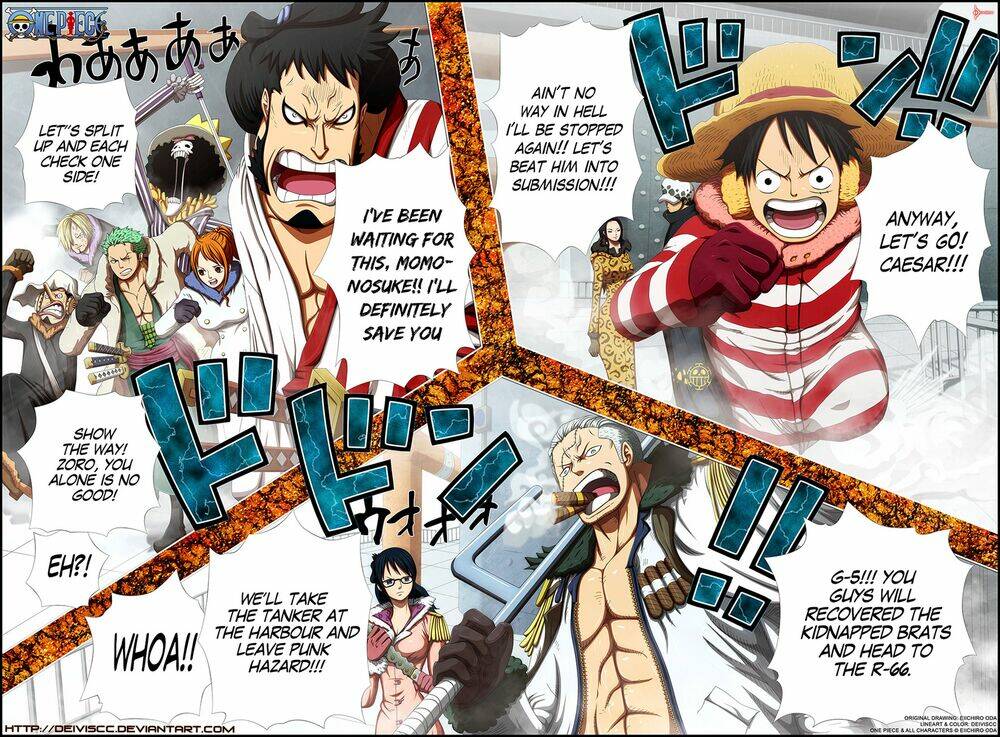 ONE PIECE
わあああぁ
あ
LET"S SPLIT
UP AND EACH
CHECK ONE
SIDE!
I'VE BEEN
WAITING FOR
THIS, MOMO-
NOSUKE!! I'LL
DEFINITELY
SAVE YOU
ドン!!
AIN'T NO
WAY IN HELL
I'LL BE STOPPED
AGAIN!! LET'S
BEAT HIM INTO
SUBMISSION!!!
ANYWAY,
LET'S GO!
CAESAR!!!
ドドン!!
SHOW
THE WAY!
ZORO, YOU
ALONE IS NO
GOOD!
EH?!
WHOA!!
ウオオオ
WE'LL TAKE
THE TANKER AT
THE HARBOUR AND
LEAVE PUNK
HAZARD!!!
G-5!!! YOU
GUYS WILL
RECOVERED THE
KIDNAPPED BRATS
AND HEAD TO
THE R-66.
HTTP://DEIVISCC.DEVIANTART.COM
ORIGINAL DRAWING: EIICHIRO ODA
LINEART & COLOR: DEIVISCC
ONE PIECE & ALL CHARACTERS © EIICHIRO ODA